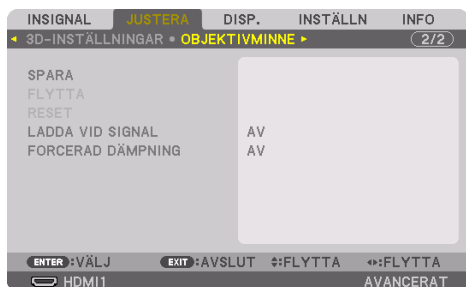 INSIGNAL JUSTERA DISP. INSTÄLLN INFO
◂ 3D-INSTÄLLNINGAR • OBJEKTIVMINNE ▸ 2/2
SPARA
FLYTTA
RESET
LADDA VID SIGNAL AV
FORCERAD DÄMPNING AV
ENTER :VÄLJ EXIT :AVSLUT :FLYTTA :FLYTTA
HDMI1 AVANCERAT